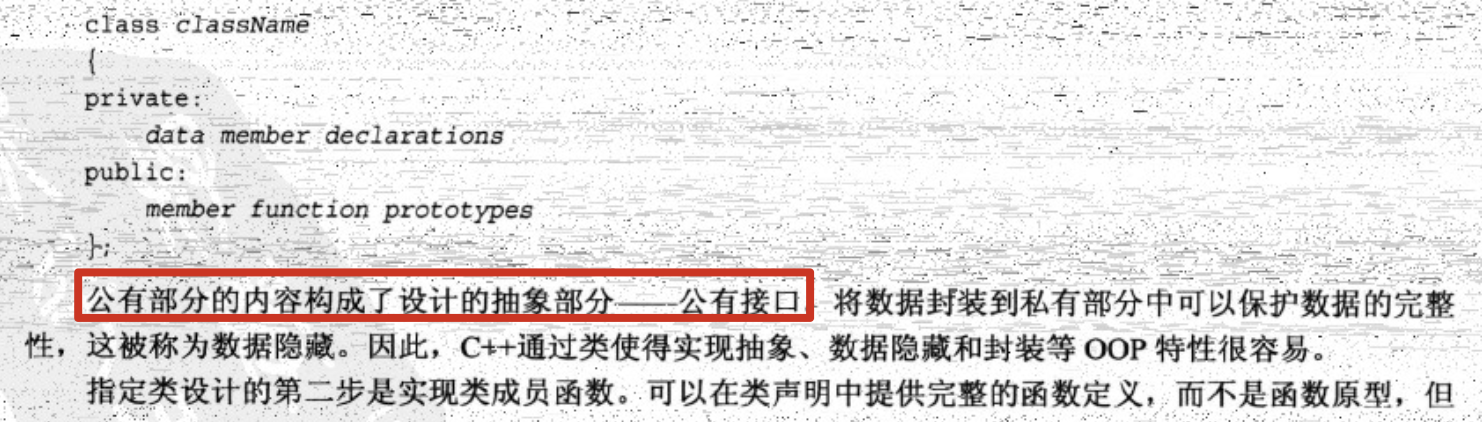 class className
{
private:
data member declarations
public:
member function prototypes
};
公有部分的内容构成了设计的抽象部分——公有接口 将数据封装到私有部分中可以保护数据的完整
性，这被称为数据隐藏。因此，C++通过类使得实现抽象、数据隐藏和封装等 OOP 特性很容易。
指定类设计的第二步是实现类成员函数。可以在类声明中提供完整的函数定义，而不是函数原型，但